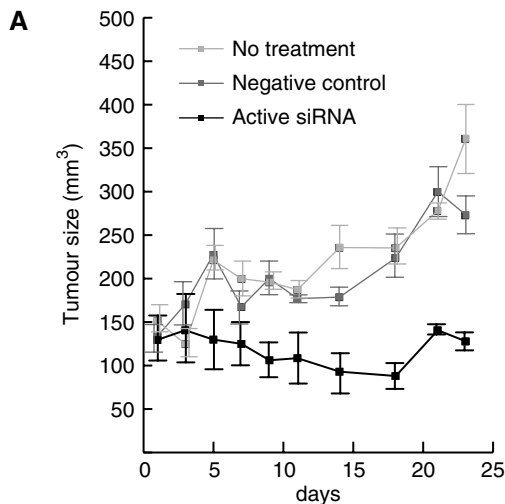 A
500
450
400
350
300
250
200
150
100
50
No treatment
Negative control
Active siRNA
Tumour size (mm³)
0 5 10 15 20 25
days